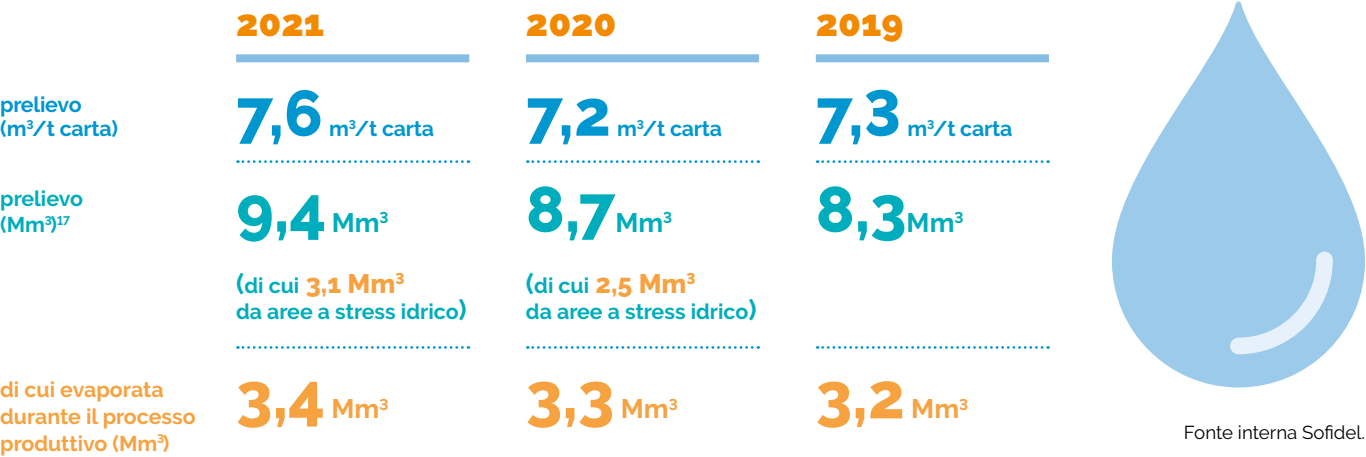 2021 2020 2019
prelievo
(m³/t carta)
7,6 m³/t carta 7,2 m³/t carta 7,3 m³/t carta
prelievo
(Mm³)¹⁷
9,4 Mm³ 8,7 Mm³ 8,3 Mm³
(di cui 3,1 Mm³
da aree a stress idrico)
(di cui 2,5 Mm³
da aree a stress idrico)
di cui evaporata
durante il processo
produttivo (Mm³)
3,4 Mm³ 3,3 Mm³ 3,2 Mm³
Fonte interna Sofidel.